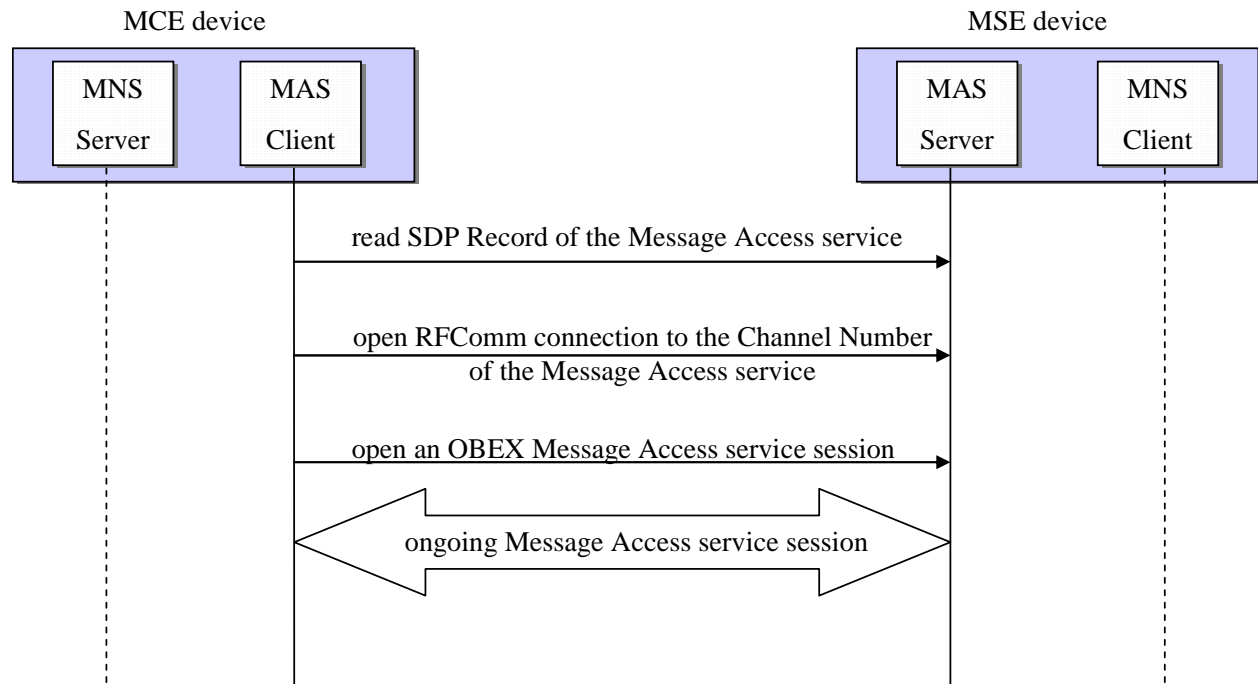 MCE device
MSE device
MNS
Server
MAS
Client
MAS
Server
MNS
Client
read SDP Record of the Message Access service
open RFComm connection to the Channel Number
of the Message Access service
open an OBEX Message Access service session
ongoing Message Access service session